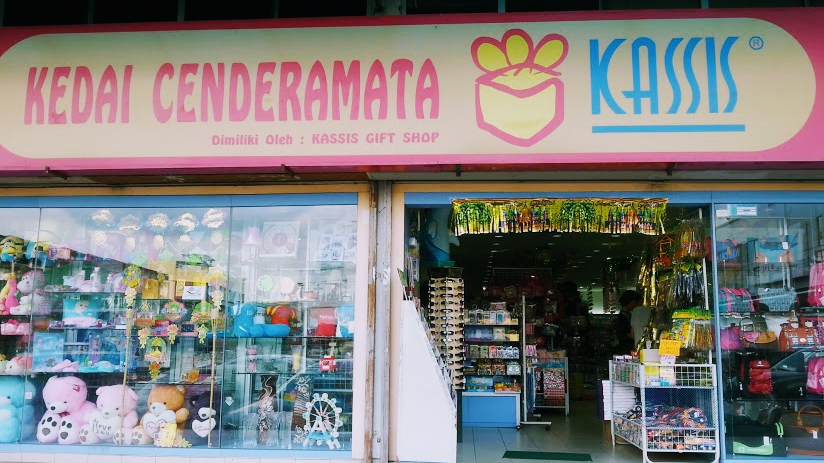 KEDAI CENDERAMATA
Dimiliki Oleh : KASSIS GIFT SHOP
KASSIS ®